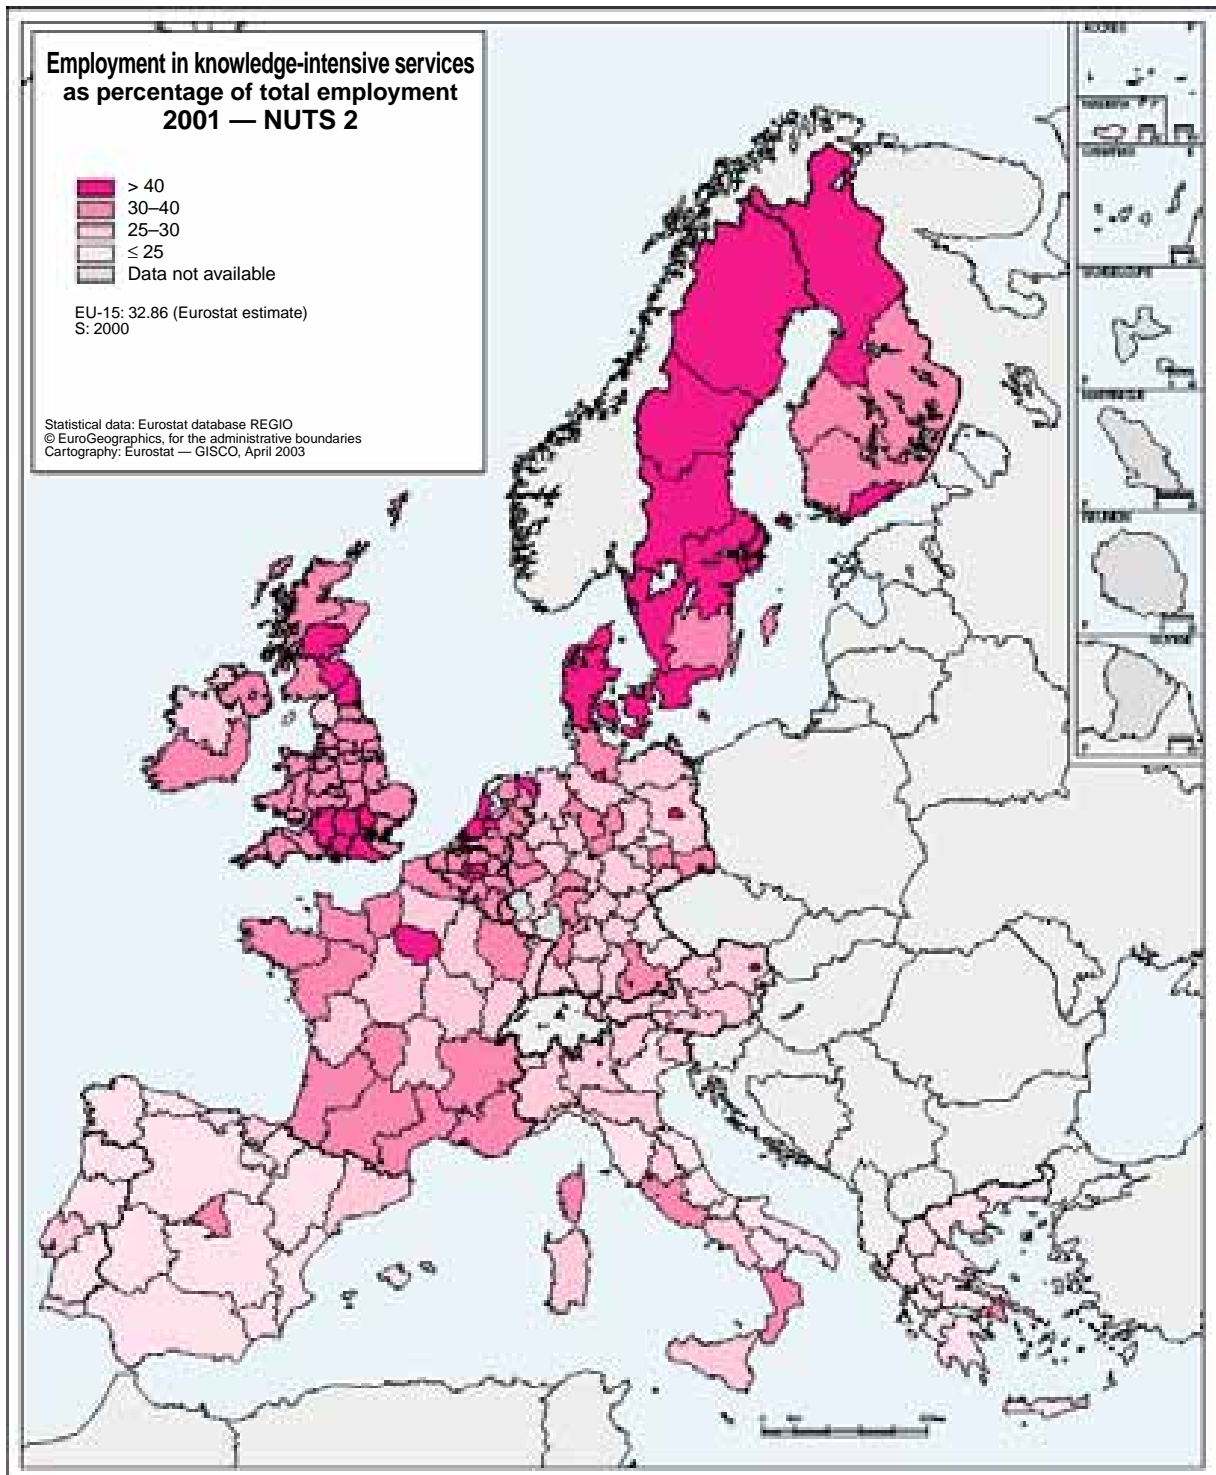 Employment in knowledge-intensive services
as percentage of total employment
2001 — NUTS 2
> 40
30–40
25–30
≤ 25
Data not available
EU-15: 32.86 (Eurostat estimate)
S: 2000
Statistical data: Eurostat database REGIO
© EuroGeographics, for the administrative boundaries
Cartography: Eurostat — GISCO, April 2003